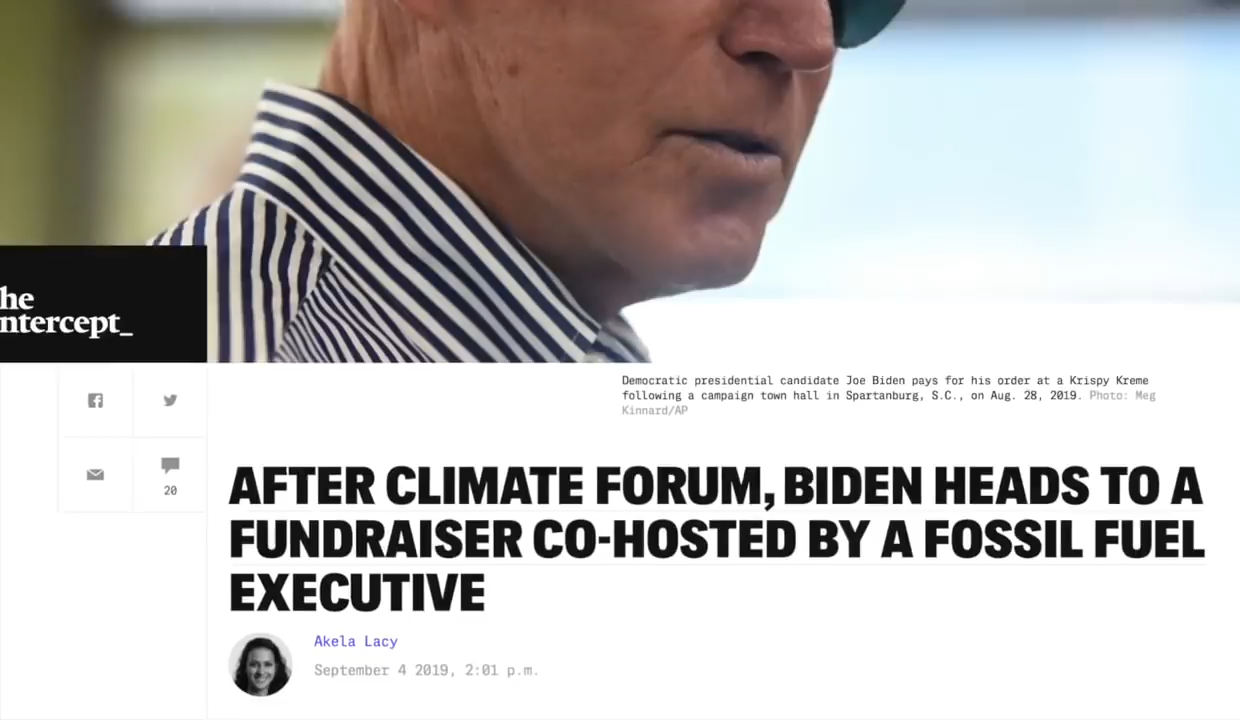 he
ntercept_
Democratic presidential candidate Joe Biden pays for his order at a Krispy Kreme
following a campaign town hall in Spartanburg, S.C., on Aug. 28, 2019. Photo: Meg
Kinnard/AP
20
AFTER CLIMATE FORUM, BIDEN HEADS TO A
FUNDRAISER CO-HOSTED BY A FOSSIL FUEL
EXECUTIVE
Akela Lacy
September 4 2019, 2:01 p.m.